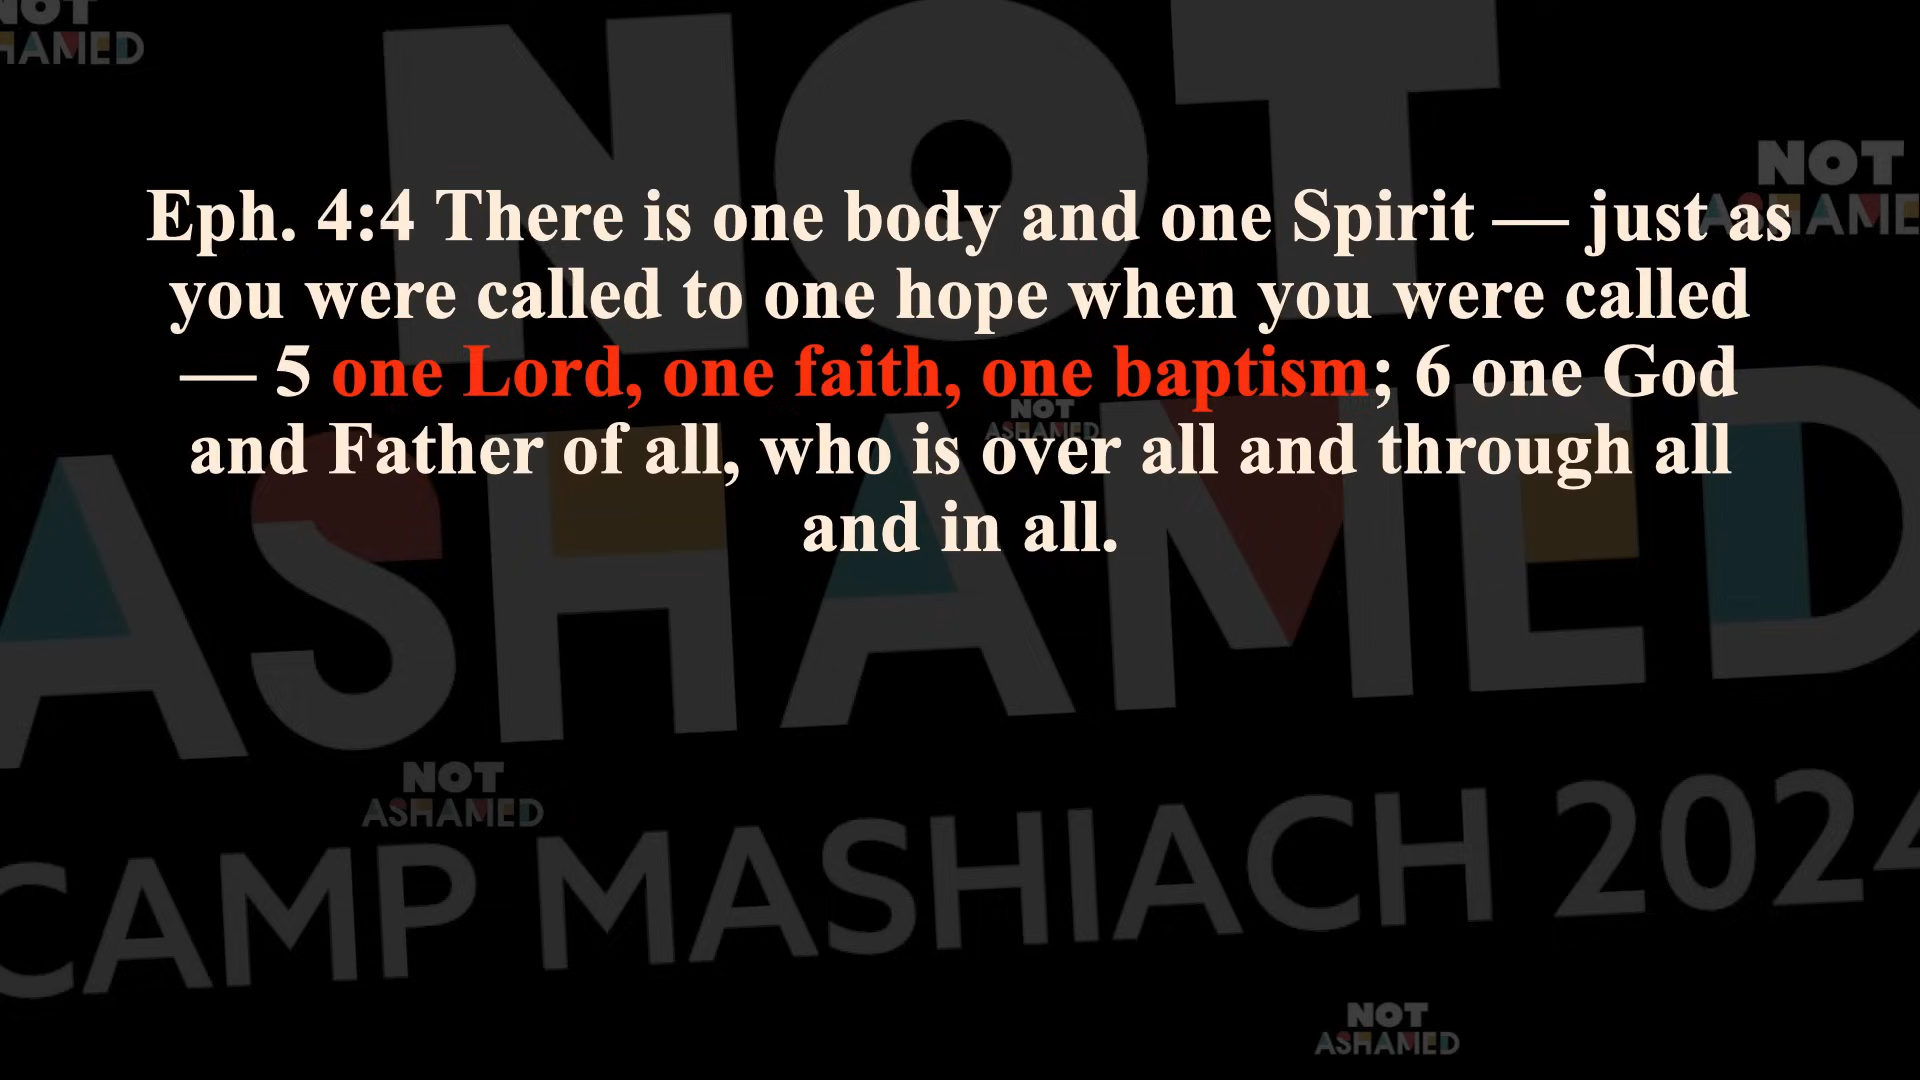 NOT
HAMED
NOT
NOT
ASHAME
Eph. 4:4 There is one body and one Spirit — just as
you were called to one hope when you were called
— 5 one Lord, one faith, one baptism; 6 one God
and Father of all, who is over all and through all
and in all.
NOT
ASHAMED
ASHAMED
NOT
ASHAMED
CAMP MASHIACH 2024
NOT
ASHAMED